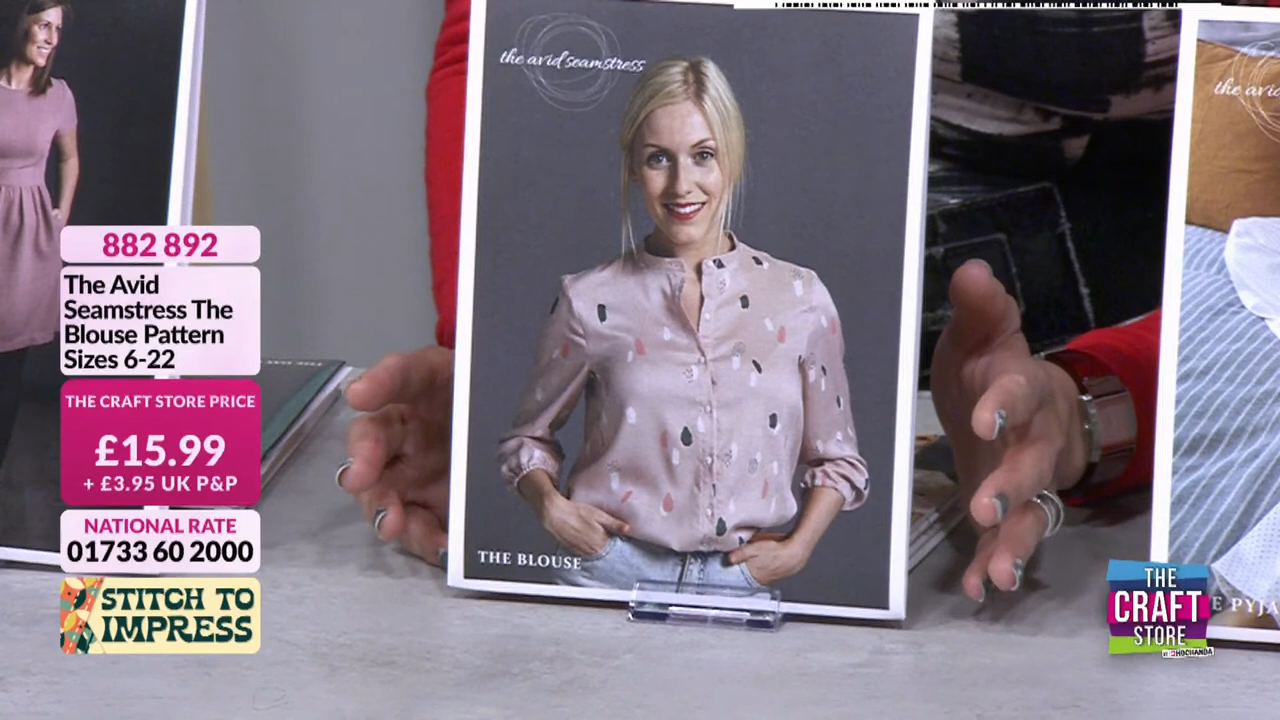 the avid seamstress
the avid
882 892
The Avid
Seamstress The
Blouse Pattern
Sizes 6-22
THE CRAFT STORE PRICE
£15.99
+ £3.95 UK P&P
NATIONAL RATE
01733 60 2000
STITCH TO
IMPRESS
THE BLOUSE
E PYJA
THE
CRAFT
STORE
HOCHANDA